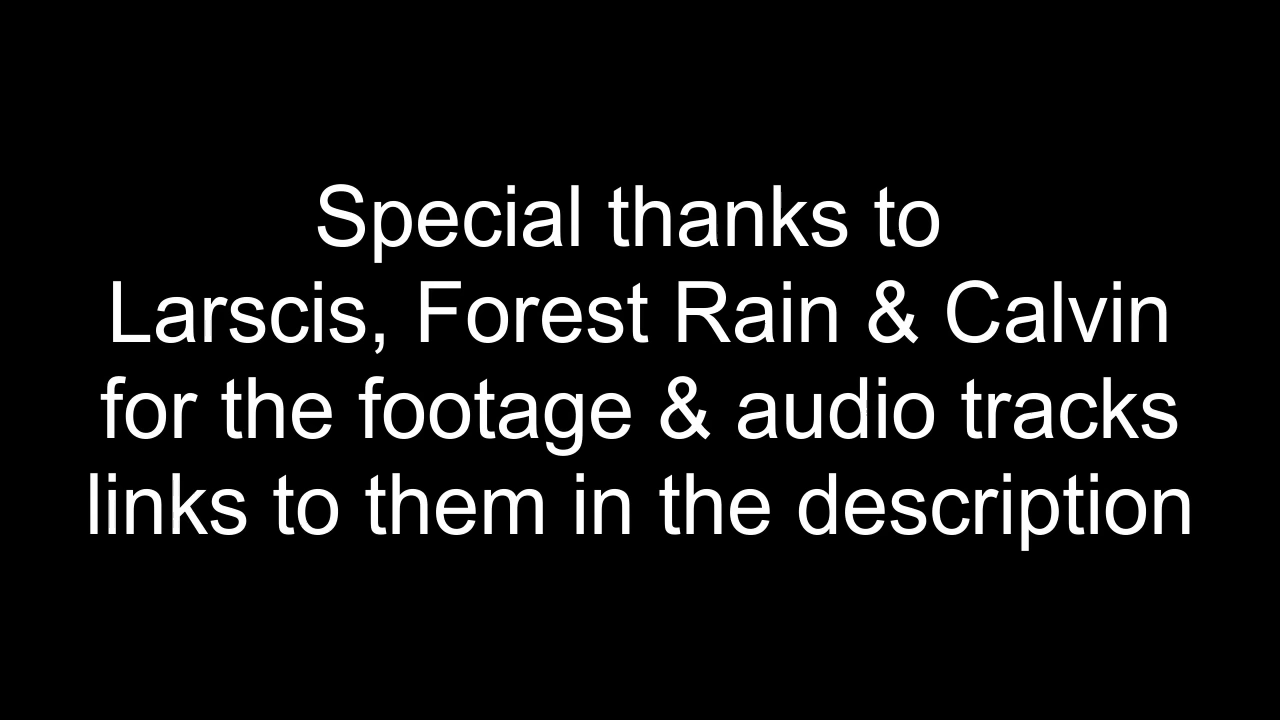 Special thanks to
Larscis, Forest Rain & Calvin
for the footage & audio tracks
links to them in the description